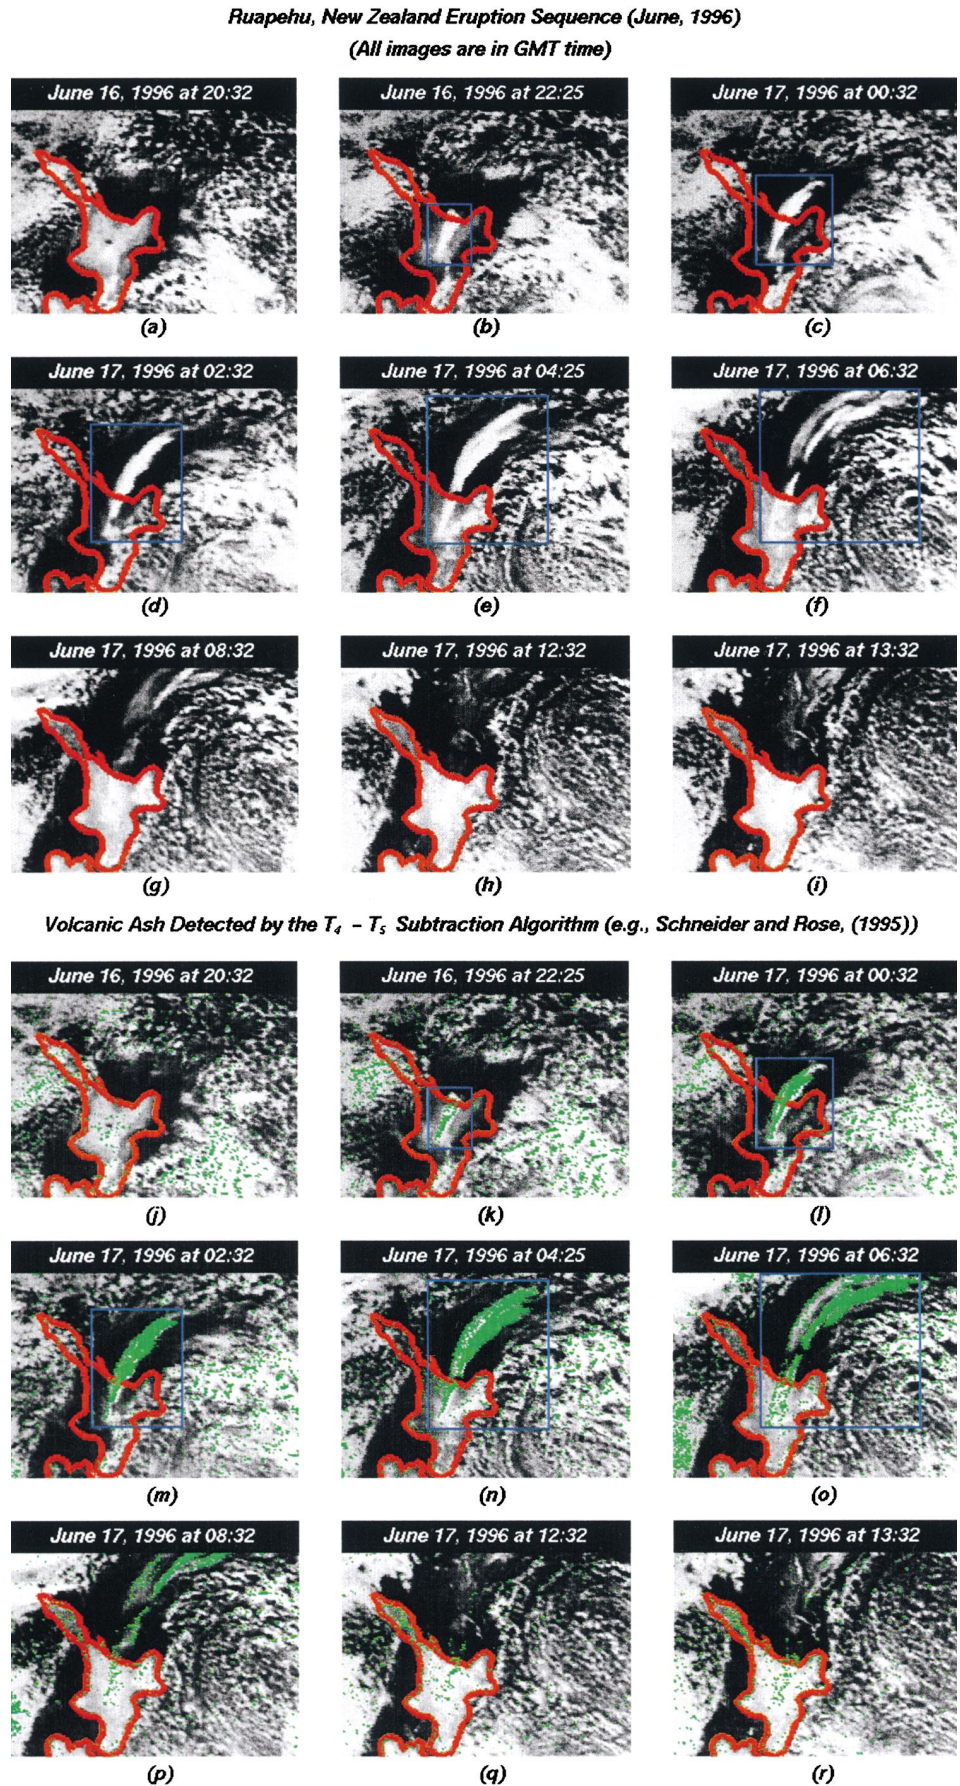 Ruapehu, New Zealand Eruption Sequence (June, 1996)
(All images are in GMT time)
June 16, 1996 at 20:32
June 16, 1996 at 22:25
June 17, 1996 at 00:32
(a)
(b)
(c)
June 17, 1996 at 02:32
June 17, 1996 at 04:25
June 17, 1996 at 06:32
(d)
(e)
(f)
June 17, 1996 at 08:32
June 17, 1996 at 12:32
June 17, 1996 at 13:32
(g)
(h)
(i)
Volcanic Ash Detected by the T₄ – T₅ Subtraction Algorithm (e.g., Schneider and Rose, (1995))
June 16, 1996 at 20:32
June 16, 1996 at 22:25
June 17, 1996 at 00:32
(j)
(k)
(l)
June 17, 1996 at 02:32
June 17, 1996 at 04:25
June 17, 1996 at 06:32
(m)
(n)
(o)
June 17, 1996 at 08:32
June 17, 1996 at 12:32
June 17, 1996 at 13:32
(p)
(q)
(r)